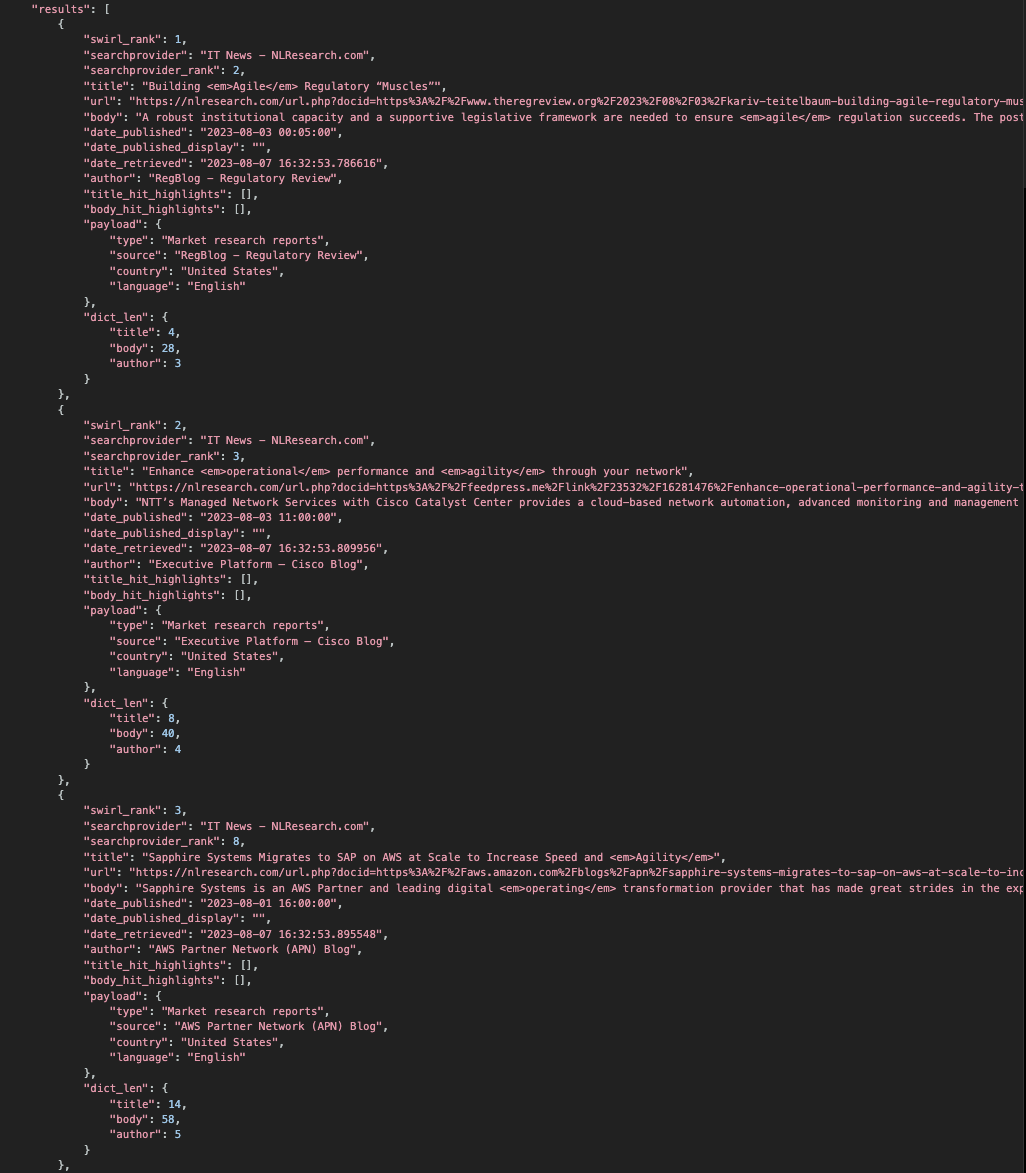 "results": [
{
"swirl_rank": 1,
"searchprovider": "IT News – NLResearch.com",
"searchprovider_rank": 2,
"title": "Building <em>Agile</em> Regulatory “Muscles”",
"url": "https://nlresearch.com/url.php?docid=https%3A%2F%2Fwww.theregreview.org%2F2023%2F08%2F03%2Fkariv-teitelbaum-building-agile-regulatory-mus
"body": "A robust institutional capacity and a supportive legislative framework are needed to ensure <em>agile</em> regulation succeeds. The post
"date_published": "2023-08-03 00:05:00",
"date_published_display": "",
"date_retrieved": "2023-08-07 16:32:53.786616",
"author": "RegBlog – Regulatory Review",
"title_hit_highlights": [],
"body_hit_highlights": [],
"payload": {
"type": "Market research reports",
"source": "RegBlog – Regulatory Review",
"country": "United States",
"language": "English"
},
"dict_len": {
"title": 4,
"body": 28,
"author": 3
}
},
{
"swirl_rank": 2,
"searchprovider": "IT News – NLResearch.com",
"searchprovider_rank": 3,
"title": "Enhance <em>operational</em> performance and <em>agility</em> through your network",
"url": "https://nlresearch.com/url.php?docid=https%3A%2F%2Ffeedpress.me%2Flink%2F23532%2F16281476%2Fenhance-operational-performance-and-agility-t
"body": "NTT’s Managed Network Services with Cisco Catalyst Center provides a cloud-based network automation, advanced monitoring and management
"date_published": "2023-08-03 11:00:00",
"date_published_display": "",
"date_retrieved": "2023-08-07 16:32:53.809956",
"author": "Executive Platform – Cisco Blog",
"title_hit_highlights": [],
"body_hit_highlights": [],
"payload": {
"type": "Market research reports",
"source": "Executive Platform – Cisco Blog",
"country": "United States",
"language": "English"
},
"dict_len": {
"title": 8,
"body": 40,
"author": 4
}
},
{
"swirl_rank": 3,
"searchprovider": "IT News – NLResearch.com",
"searchprovider_rank": 8,
"title": "Sapphire Systems Migrates to SAP on AWS at Scale to Increase Speed and <em>Agility</em>",
"url": "https://nlresearch.com/url.php?docid=https%3A%2F%2Faws.amazon.com%2Fblogs%2Fapn%2Fsapphire-systems-migrates-to-sap-on-aws-at-scale-to-inc
"body": "Sapphire Systems is an AWS Partner and leading digital <em>operating</em> transformation provider that has made great strides in the exp
"date_published": "2023-08-01 16:00:00",
"date_published_display": "",
"date_retrieved": "2023-08-07 16:32:53.895548",
"author": "AWS Partner Network (APN) Blog",
"title_hit_highlights": [],
"body_hit_highlights": [],
"payload": {
"type": "Market research reports",
"source": "AWS Partner Network (APN) Blog",
"country": "United States",
"language": "English"
},
"dict_len": {
"title": 14,
"body": 58,
"author": 5
}
},